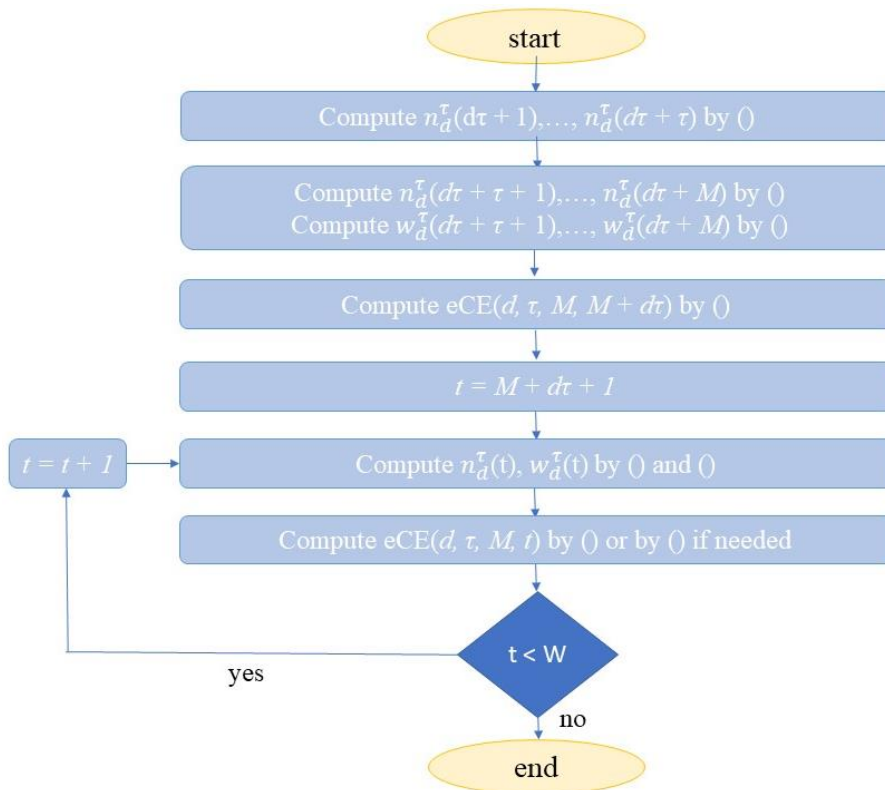 start
Compute n_d^τ(dτ + 1),…, n_d^τ(dτ + τ) by ()
Compute n_d^τ(dτ + τ + 1),…, n_d^τ(dτ + M) by ()
Compute w_d^τ(dτ + τ + 1),…, w_d^τ(dτ + M) by ()
Compute eCE(d, τ, M, M + dτ) by ()
t = M + dτ + 1
t = t + 1
Compute n_d^τ(t), w_d^τ(t) by () and ()
Compute eCE(d, τ, M, t) by () or by () if needed
t < W
yes
no
end